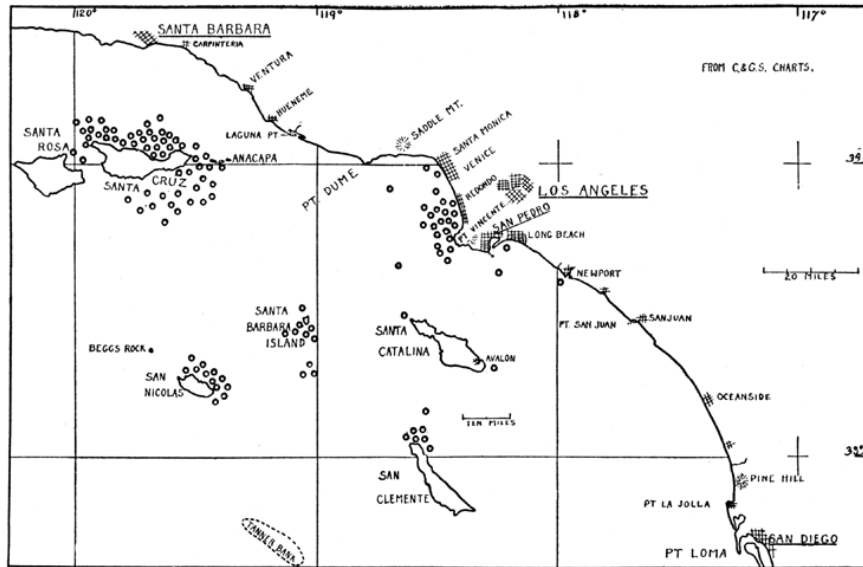 120°
119°
118°
117°
SANTA BARBARA
CARPINTERIA
VENTURA
FROM C.&G.S. CHARTS.
HUENEME
SADDLE MT.
LAGUNA PT.
SANTA MONICA
SANTA
ROSA
ANACAPA
VENICE
SANTA CRUZ
PT. DUME
REDONDO
LOS ANGELES
PT. VINCENTE
SAN PEDRO
LONG BEACH
NEWPORT
20 MILES
SANTA
BARBARA
ISLAND
SANTA
CATALINA
PT. SAN JUAN
SANJUAN
BEGGS ROCK
AVALON
SAN
NICOLAS
OCEANSIDE
TEN MILES
33°
SAN
CLEMENTE
PINE HILL
PT LA JOLLA
TANNER BANK
SAN DIEGO
PT LOMA